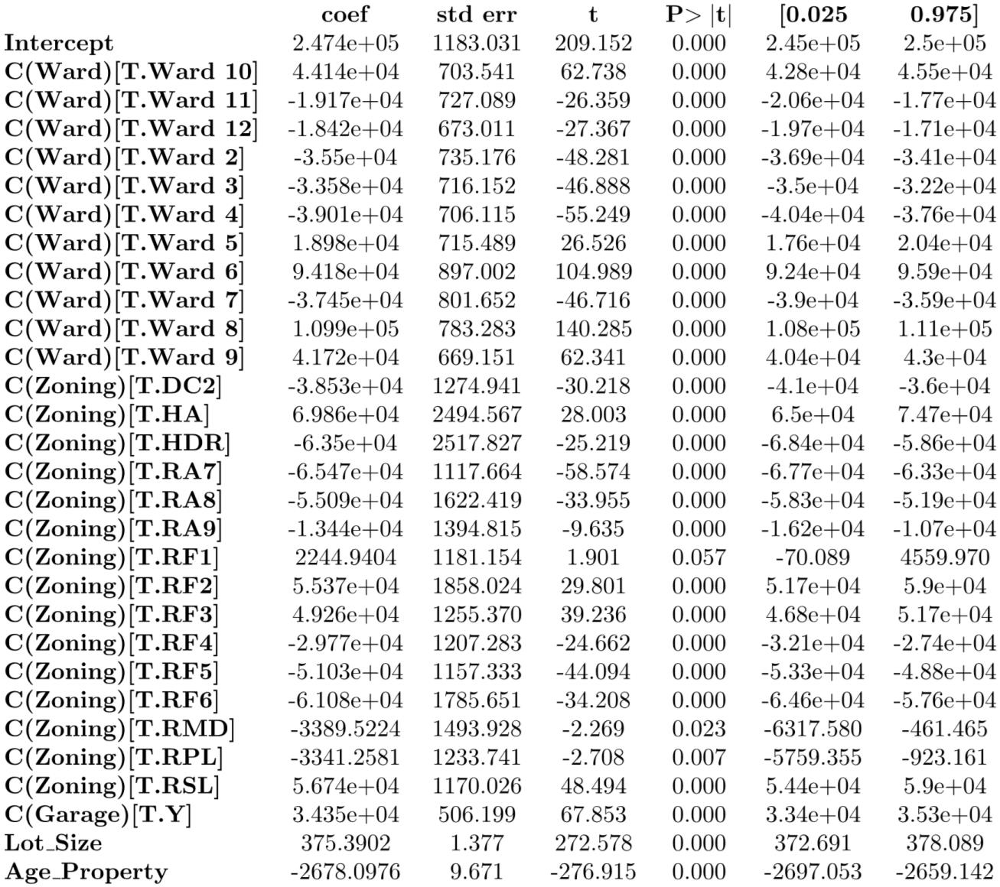 coef std err t P> |t| [0.025 0.975]
Intercept 2.474e+05 1183.031 209.152 0.000 2.45e+05 2.5e+05
C(Ward)[T.Ward 10] 4.414e+04 703.541 62.738 0.000 4.28e+04 4.55e+04
C(Ward)[T.Ward 11] -1.917e+04 727.089 -26.359 0.000 -2.06e+04 -1.77e+04
C(Ward)[T.Ward 12] -1.842e+04 673.011 -27.367 0.000 -1.97e+04 -1.71e+04
C(Ward)[T.Ward 2] -3.55e+04 735.176 -48.281 0.000 -3.69e+04 -3.41e+04
C(Ward)[T.Ward 3] -3.358e+04 716.152 -46.888 0.000 -3.5e+04 -3.22e+04
C(Ward)[T.Ward 4] -3.901e+04 706.115 -55.249 0.000 -4.04e+04 -3.76e+04
C(Ward)[T.Ward 5] 1.898e+04 715.489 26.526 0.000 1.76e+04 2.04e+04
C(Ward)[T.Ward 6] 9.418e+04 897.002 104.989 0.000 9.24e+04 9.59e+04
C(Ward)[T.Ward 7] -3.745e+04 801.652 -46.716 0.000 -3.9e+04 -3.59e+04
C(Ward)[T.Ward 8] 1.099e+05 783.283 140.285 0.000 1.08e+05 1.11e+05
C(Ward)[T.Ward 9] 4.172e+04 669.151 62.341 0.000 4.04e+04 4.3e+04
C(Zoning)[T.DC2] -3.853e+04 1274.941 -30.218 0.000 -4.1e+04 -3.6e+04
C(Zoning)[T.HA] 6.986e+04 2494.567 28.003 0.000 6.5e+04 7.47e+04
C(Zoning)[T.HDR] -6.35e+04 2517.827 -25.219 0.000 -6.84e+04 -5.86e+04
C(Zoning)[T.RA7] -6.547e+04 1117.664 -58.574 0.000 -6.77e+04 -6.33e+04
C(Zoning)[T.RA8] -5.509e+04 1622.419 -33.955 0.000 -5.83e+04 -5.19e+04
C(Zoning)[T.RA9] -1.344e+04 1394.815 -9.635 0.000 -1.62e+04 -1.07e+04
C(Zoning)[T.RF1] 2244.9404 1181.154 1.901 0.057 -70.089 4559.970
C(Zoning)[T.RF2] 5.537e+04 1858.024 29.801 0.000 5.17e+04 5.9e+04
C(Zoning)[T.RF3] 4.926e+04 1255.370 39.236 0.000 4.68e+04 5.17e+04
C(Zoning)[T.RF4] -2.977e+04 1207.283 -24.662 0.000 -3.21e+04 -2.74e+04
C(Zoning)[T.RF5] -5.103e+04 1157.333 -44.094 0.000 -5.33e+04 -4.88e+04
C(Zoning)[T.RF6] -6.108e+04 1785.651 -34.208 0.000 -6.46e+04 -5.76e+04
C(Zoning)[T.RMD] -3389.5224 1493.928 -2.269 0.023 -6317.580 -461.465
C(Zoning)[T.RPL] -3341.2581 1233.741 -2.708 0.007 -5759.355 -923.161
C(Zoning)[T.RSL] 5.674e+04 1170.026 48.494 0.000 5.44e+04 5.9e+04
C(Garage)[T.Y] 3.435e+04 506.199 67.853 0.000 3.34e+04 3.53e+04
Lot_Size 375.3902 1.377 272.578 0.000 372.691 378.089
Age_Property -2678.0976 9.671 -276.915 0.000 -2697.053 -2659.142